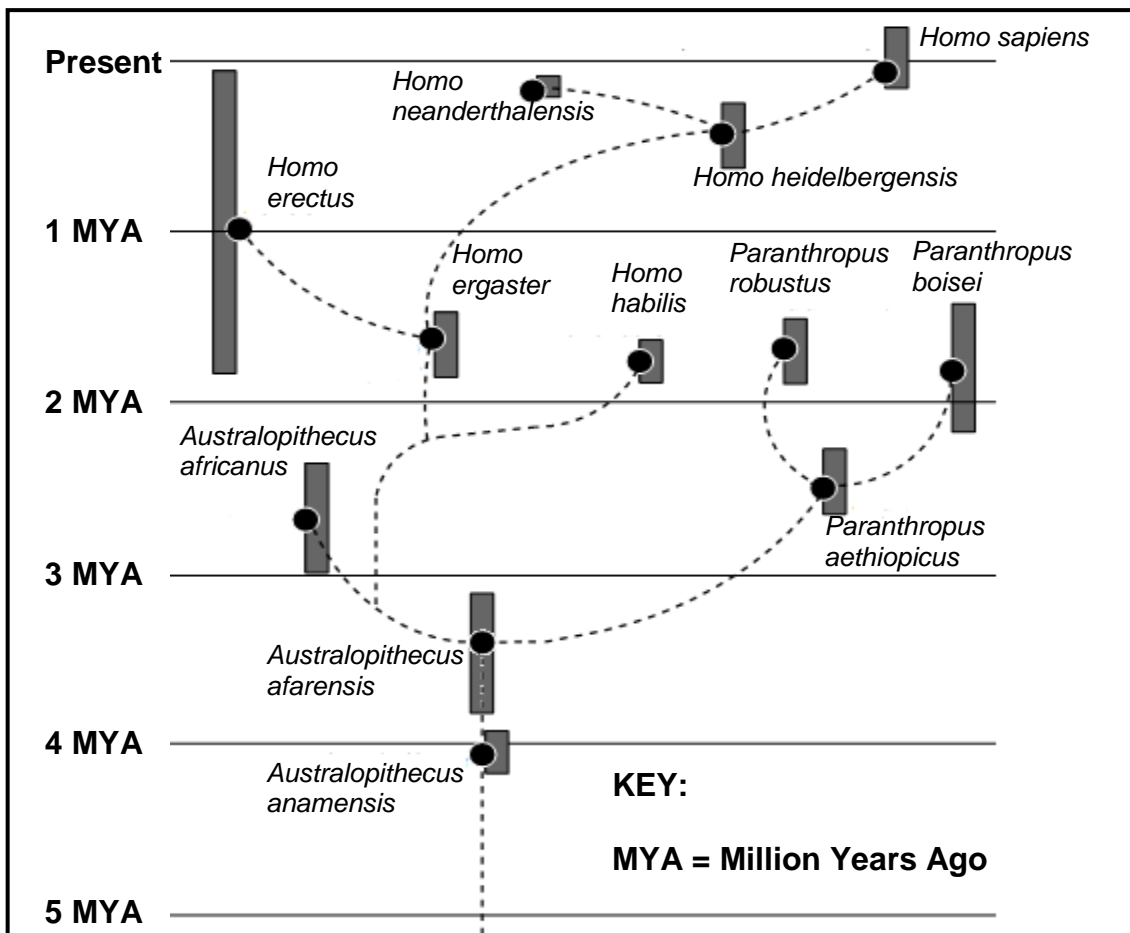 Homo sapiens
Present
Homo
neanderthalensis
Homo
erectus
Homo heidelbergensis
1 MYA
Homo
ergaster
Homo
habilis
Paranthropus
robustus
Paranthropus
boisei
2 MYA
Australopithecus
africanus
Paranthropus
aethiopicus
3 MYA
Australopithecus
afarensis
4 MYA
Australopithecus
anamensis
KEY:
MYA = Million Years Ago
5 MYA